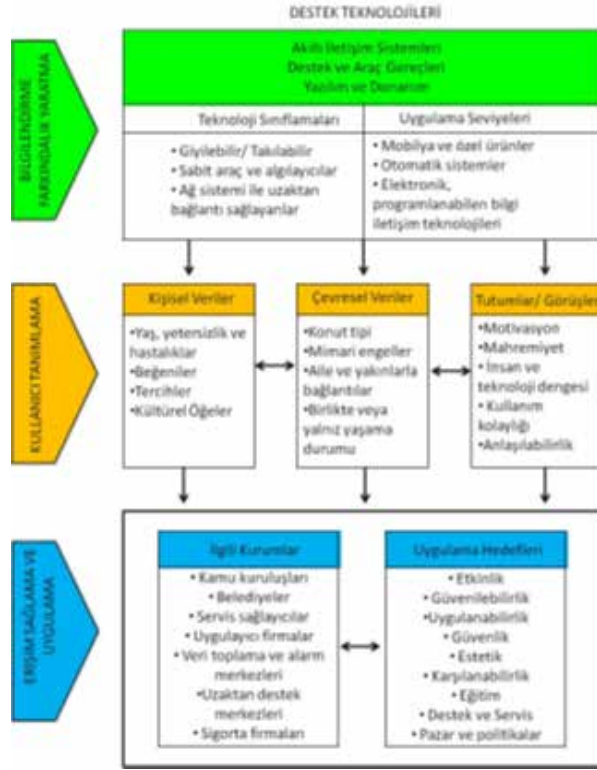 DESTEK TEKNOLOJİLERİ
BİLGİLENDİRME
FARKINDALIK YARATMA
Akıllı İletişim Sistemleri
Destek ve Araç Gereçleri
Yazılım ve Donanım
Teknoloji Sınıflamaları
• Giyilebilir/ Takılabilir
• Sabit araç ve algılayıcılar
• Ağ sistemi ile uzaktan
bağlantı sağlayanlar
Uygulama Seviyeleri
• Mobilya ve özel ürünler
• Otomatik sistemler
• Elektronik,
programlanabilen bilgi
iletişim teknolojileri
KULLANICI TANIMLAMA
Kişisel Veriler
•Yaş, yetersizlik ve
hastalıklar
•Beğeniler
•Tercihler
•Kültürel Öğeler
Çevresel Veriler
•Konut tipi
•Mimari engeller
•Aile ve yakınlarla
bağlantılar
•Birlikte veya
yalnız yaşama
durumu
Tutumlar/ Görüşler
•Motivasyon
•Mahremiyet
• İnsan ve
teknoloji dengesi
• Kullanım
kolaylığı
•Anlaşılabilirlik
ERİŞİM SAĞLAMA VE
UYGULAMA
İlgili Kurumlar
• Kamu kuruluşları
• Belediyeler
• Servis sağlayıcılar
• Uygulayıcı firmalar
• Veri toplama ve alarm
merkezleri
•Uzaktan destek
merkezleri
• Sigorta firmaları
Uygulama Hedefleri
• Etkinlik
• Güvenilebilirlik
•Uygulanabilirlik
• Güvenlik
• Estetik
• Karşılanabilirlik
• Eğitim
• Destek ve Servis
• Pazar ve politikalar